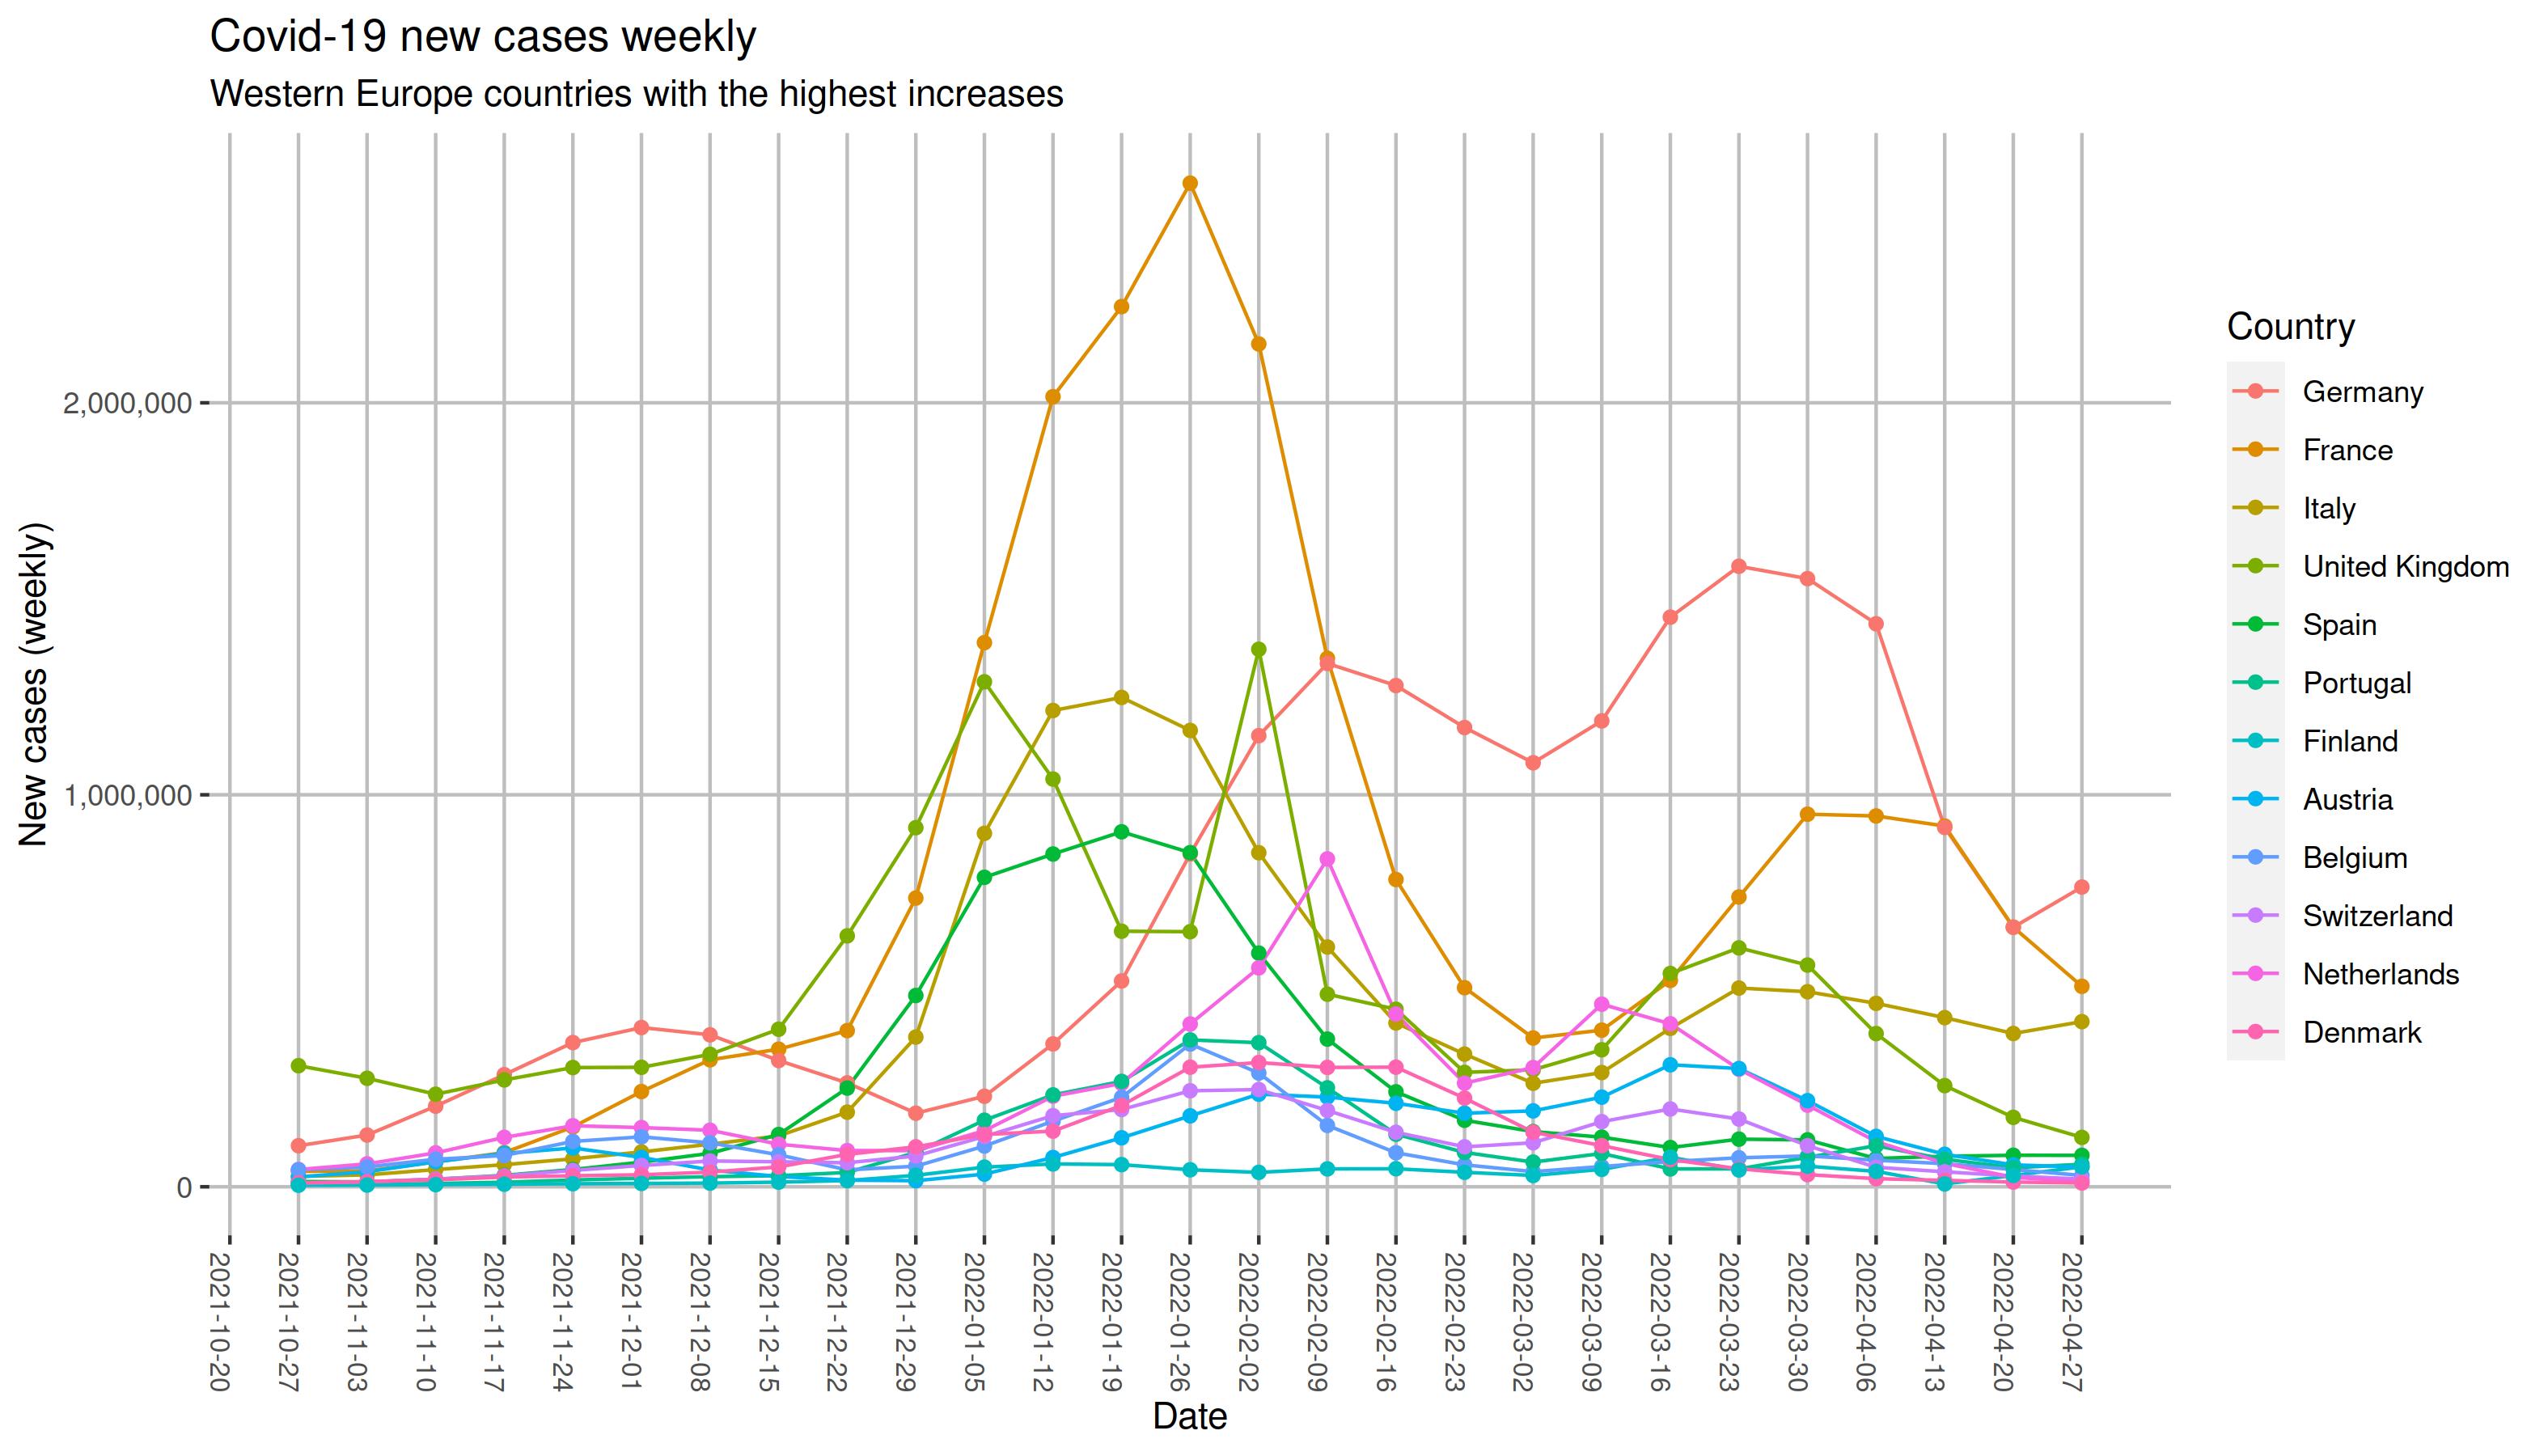 Covid-19 new cases weekly
Western Europe countries with the highest increases
New cases (weekly)
2,000,000
1,000,000
0
2021-10-20
2021-10-27
2021-11-03
2021-11-10
2021-11-17
2021-11-24
2021-12-01
2021-12-08
2021-12-15
2021-12-22
2021-12-29
2022-01-05
2022-01-12
2022-01-19
2022-01-26
2022-02-02
2022-02-09
2022-02-16
2022-02-23
2022-03-02
2022-03-09
2022-03-16
2022-03-23
2022-03-30
2022-04-06
2022-04-13
2022-04-20
2022-04-27
Date
Country
Germany
France
Italy
United Kingdom
Spain
Portugal
Finland
Austria
Belgium
Switzerland
Netherlands
Denmark